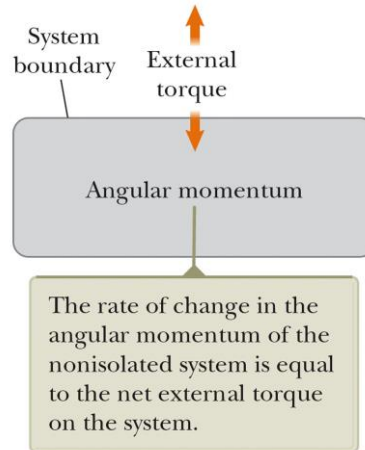 System
boundary
External
torque
Angular momentum
The rate of change in the
angular momentum of the
nonisolated system is equal
to the net external torque
on the system.